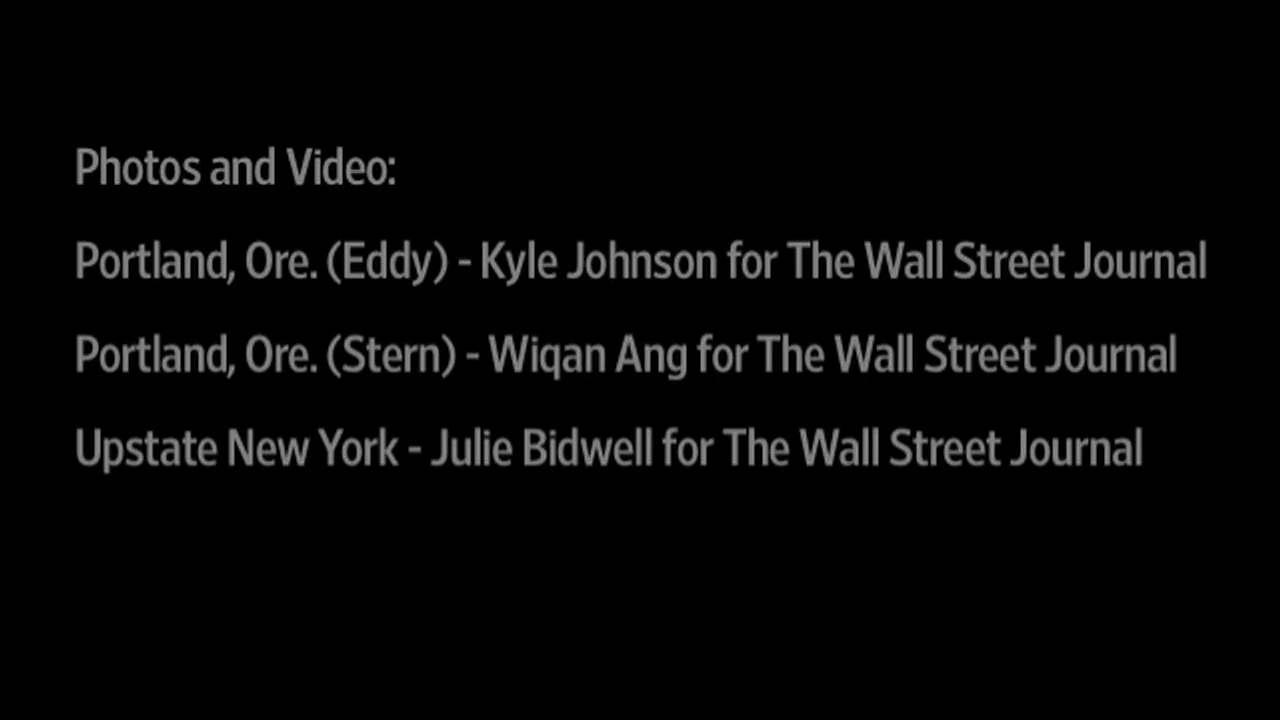 Photos and Video:
Portland, Ore. (Eddy) - Kyle Johnson for The Wall Street Journal
Portland, Ore. (Stern) - Wiqan Ang for The Wall Street Journal
Upstate New York - Julie Bidwell for The Wall Street Journal